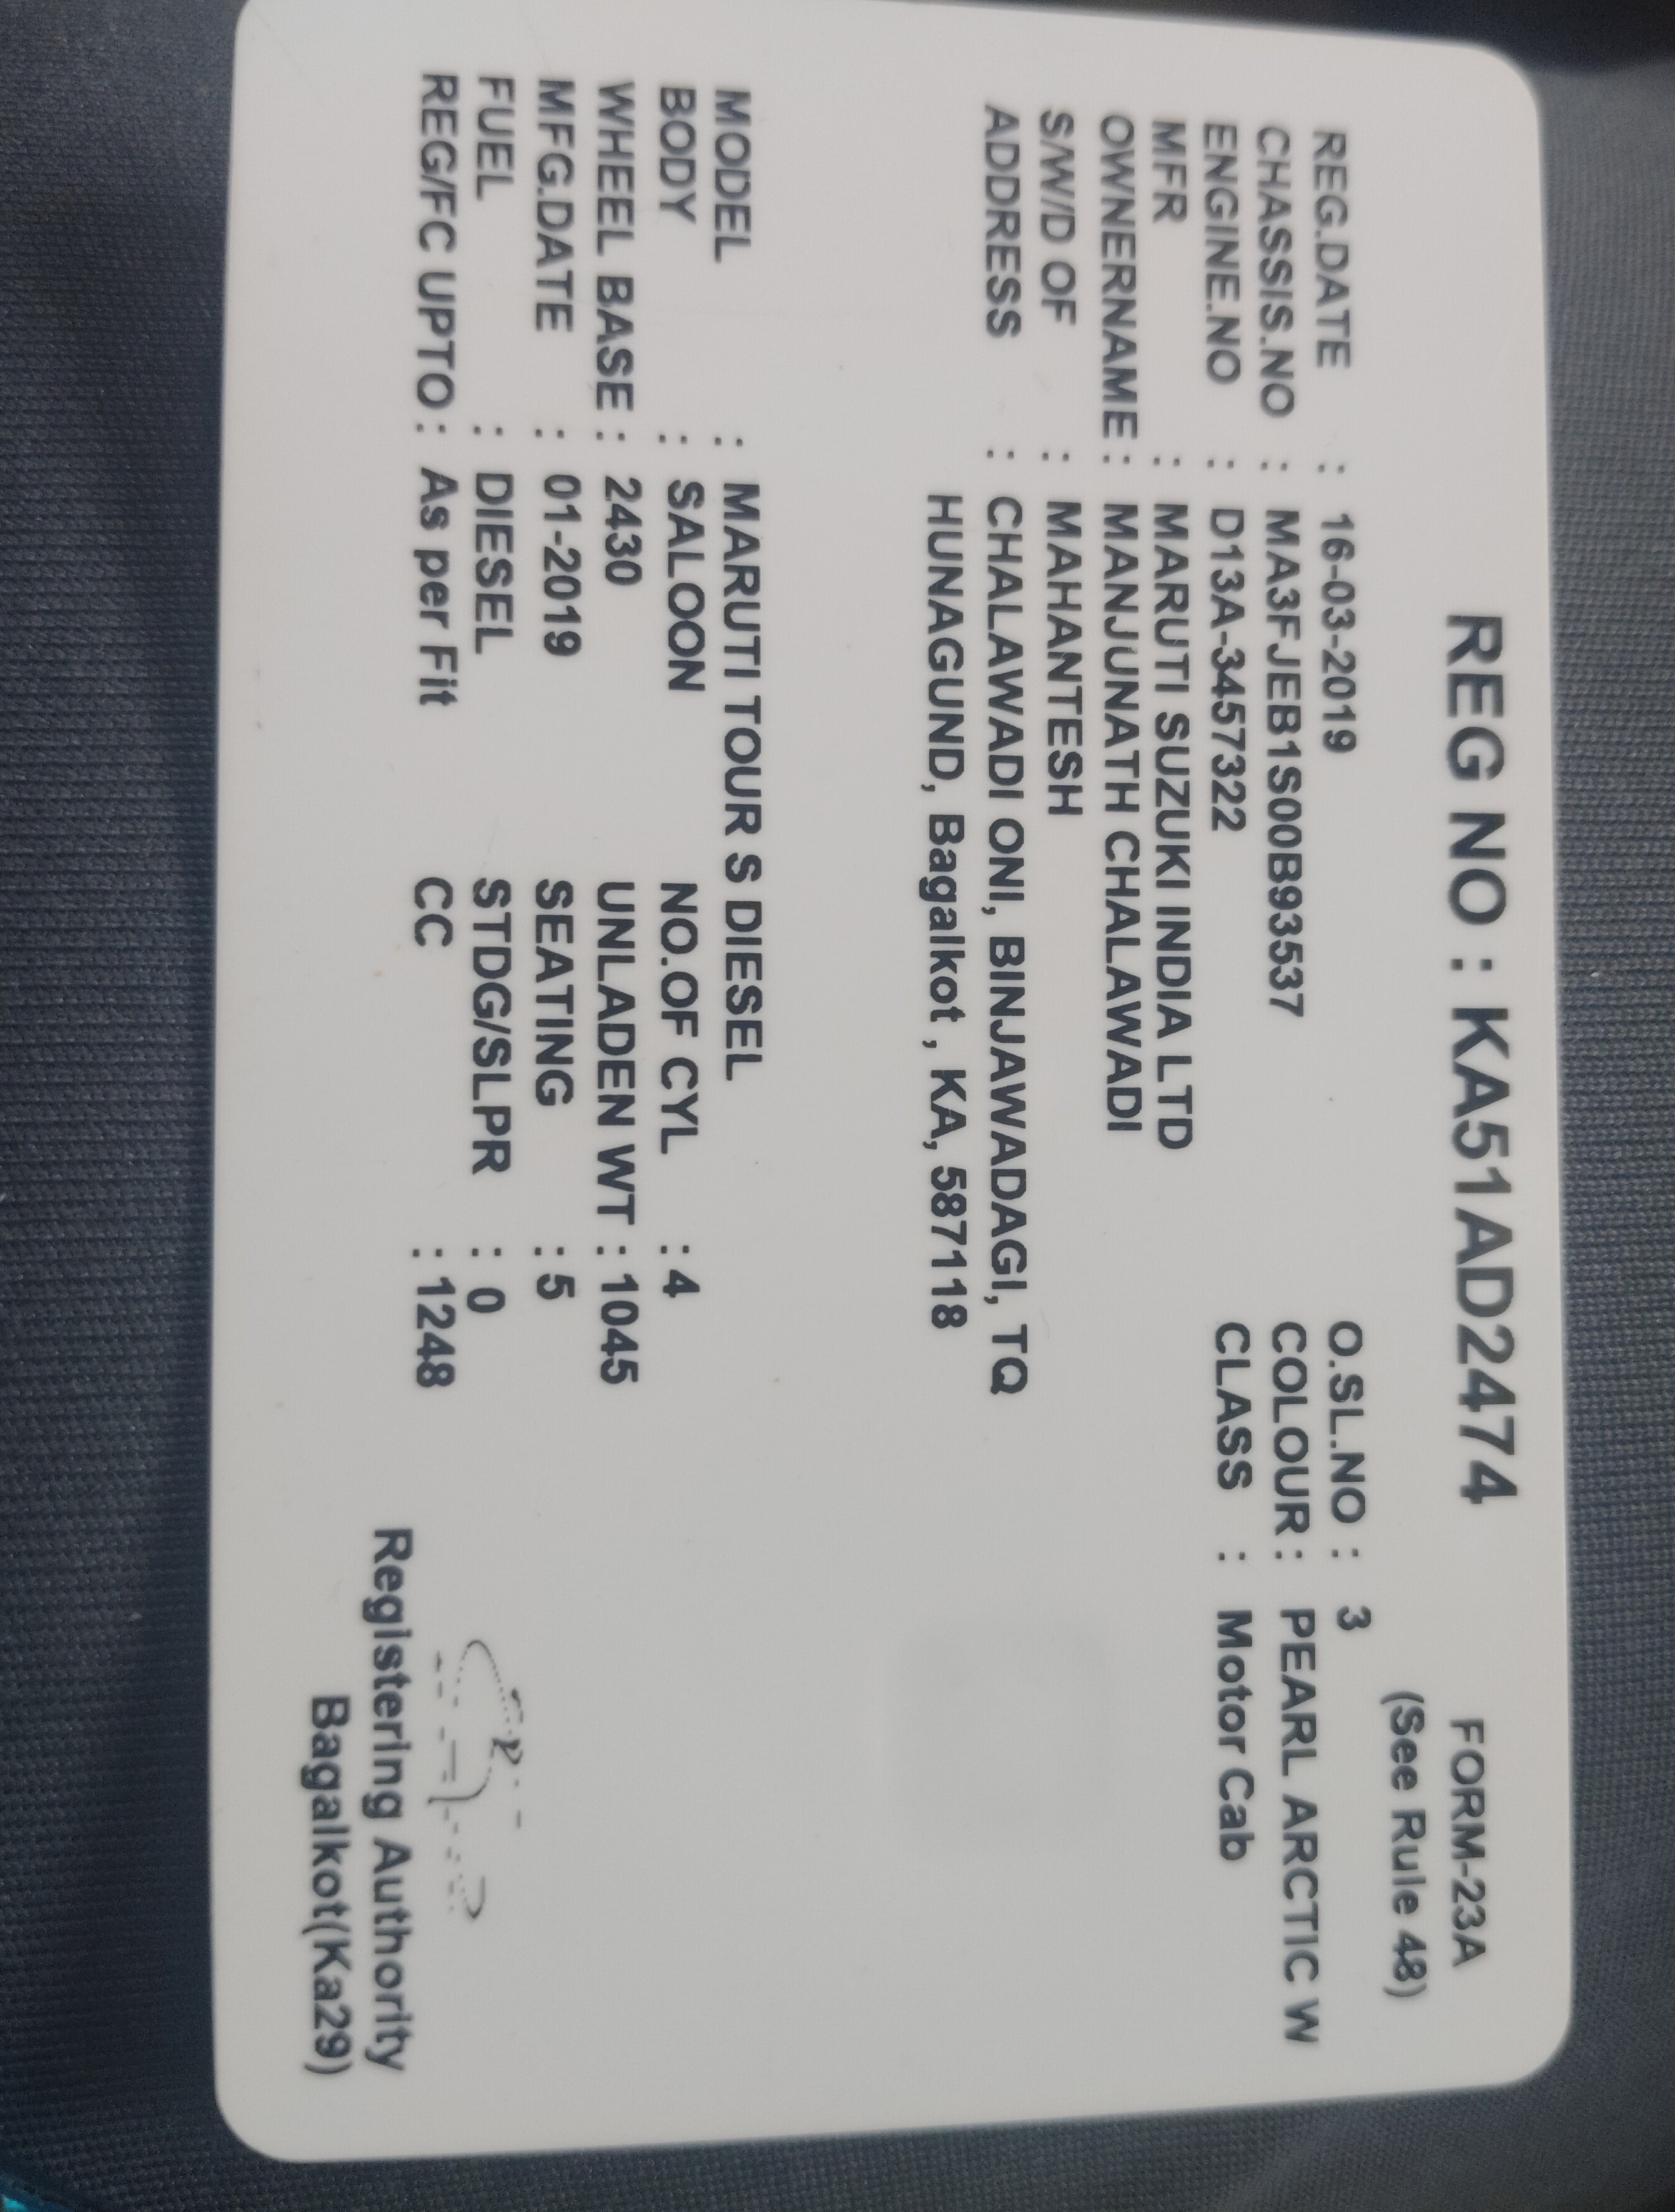 FORM-23A
REG NO : KA51AD2474
(See Rule 48)
REG.DATE : 16-03-2019 O.SL.NO : 3
CHASSIS.NO : MA3FJEB1S00B93537 COLOUR : PEARL ARCTIC W
ENGINE.NO : D13A-3457322 CLASS : Motor Cab
MFR : MARUTI SUZUKI INDIA LTD
OWNERNAME : MANJUNATH CHALAWADI
S/W/D OF : MAHANTESH
ADDRESS : CHALAWADI ONI, BINJAWADAGI, TQ
HUNAGUND, Bagalkot , KA, 587118
MODEL : MARUTI TOUR S DIESEL
BODY : SALOON NO.OF CYL : 4
WHEEL BASE : 2430 UNLADEN WT : 1045
MFG.DATE : 01-2019 SEATING : 5
FUEL : DIESEL STDG/SLPR : 0
REG/FC UPTO : As per Fit CC : 1248
Registering Authority
Bagalkot(Ka29)